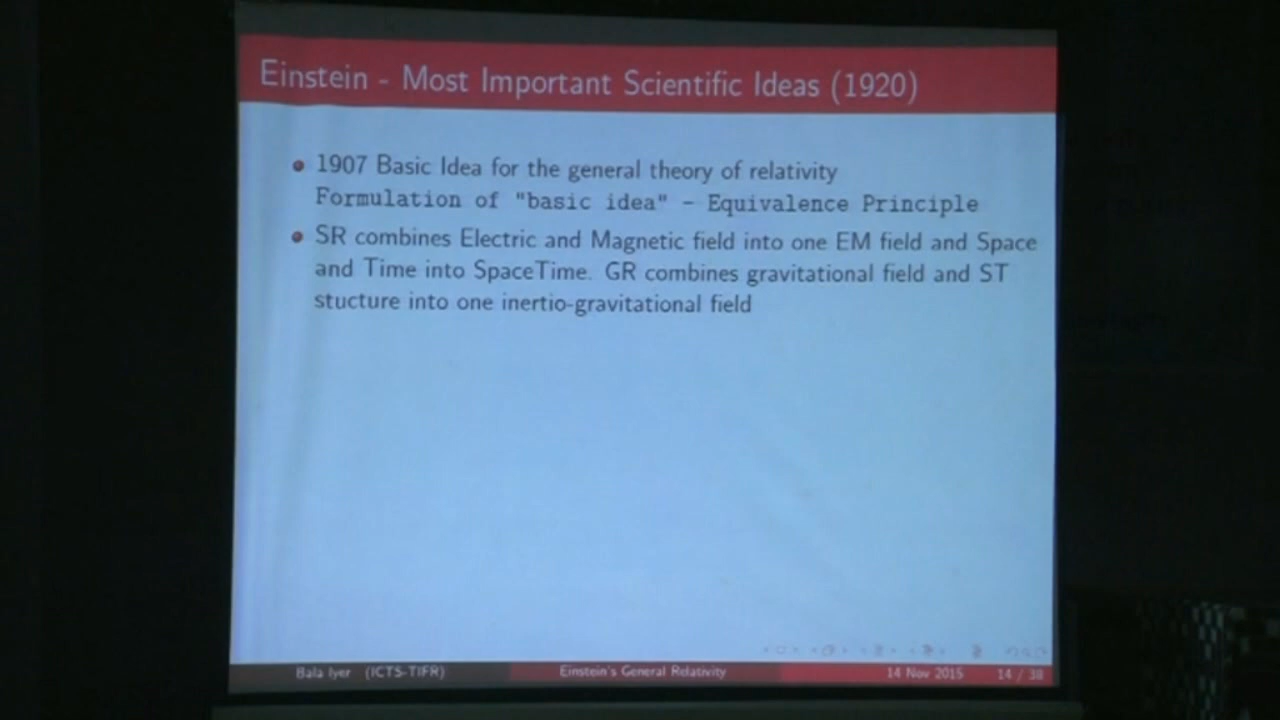 Einstein - Most Important Scientific Ideas (1920)
1907 Basic Idea for the general theory of relativity
Formulation of "basic idea" - Equivalence Principle
SR combines Electric and Magnetic field into one EM field and Space
and Time into SpaceTime. GR combines gravitational field and ST
stucture into one inertio-gravitational field
Bala Iyer (ICTS-TIFR) Einstein's General Relativity 14 Nov 2015 14 / 38